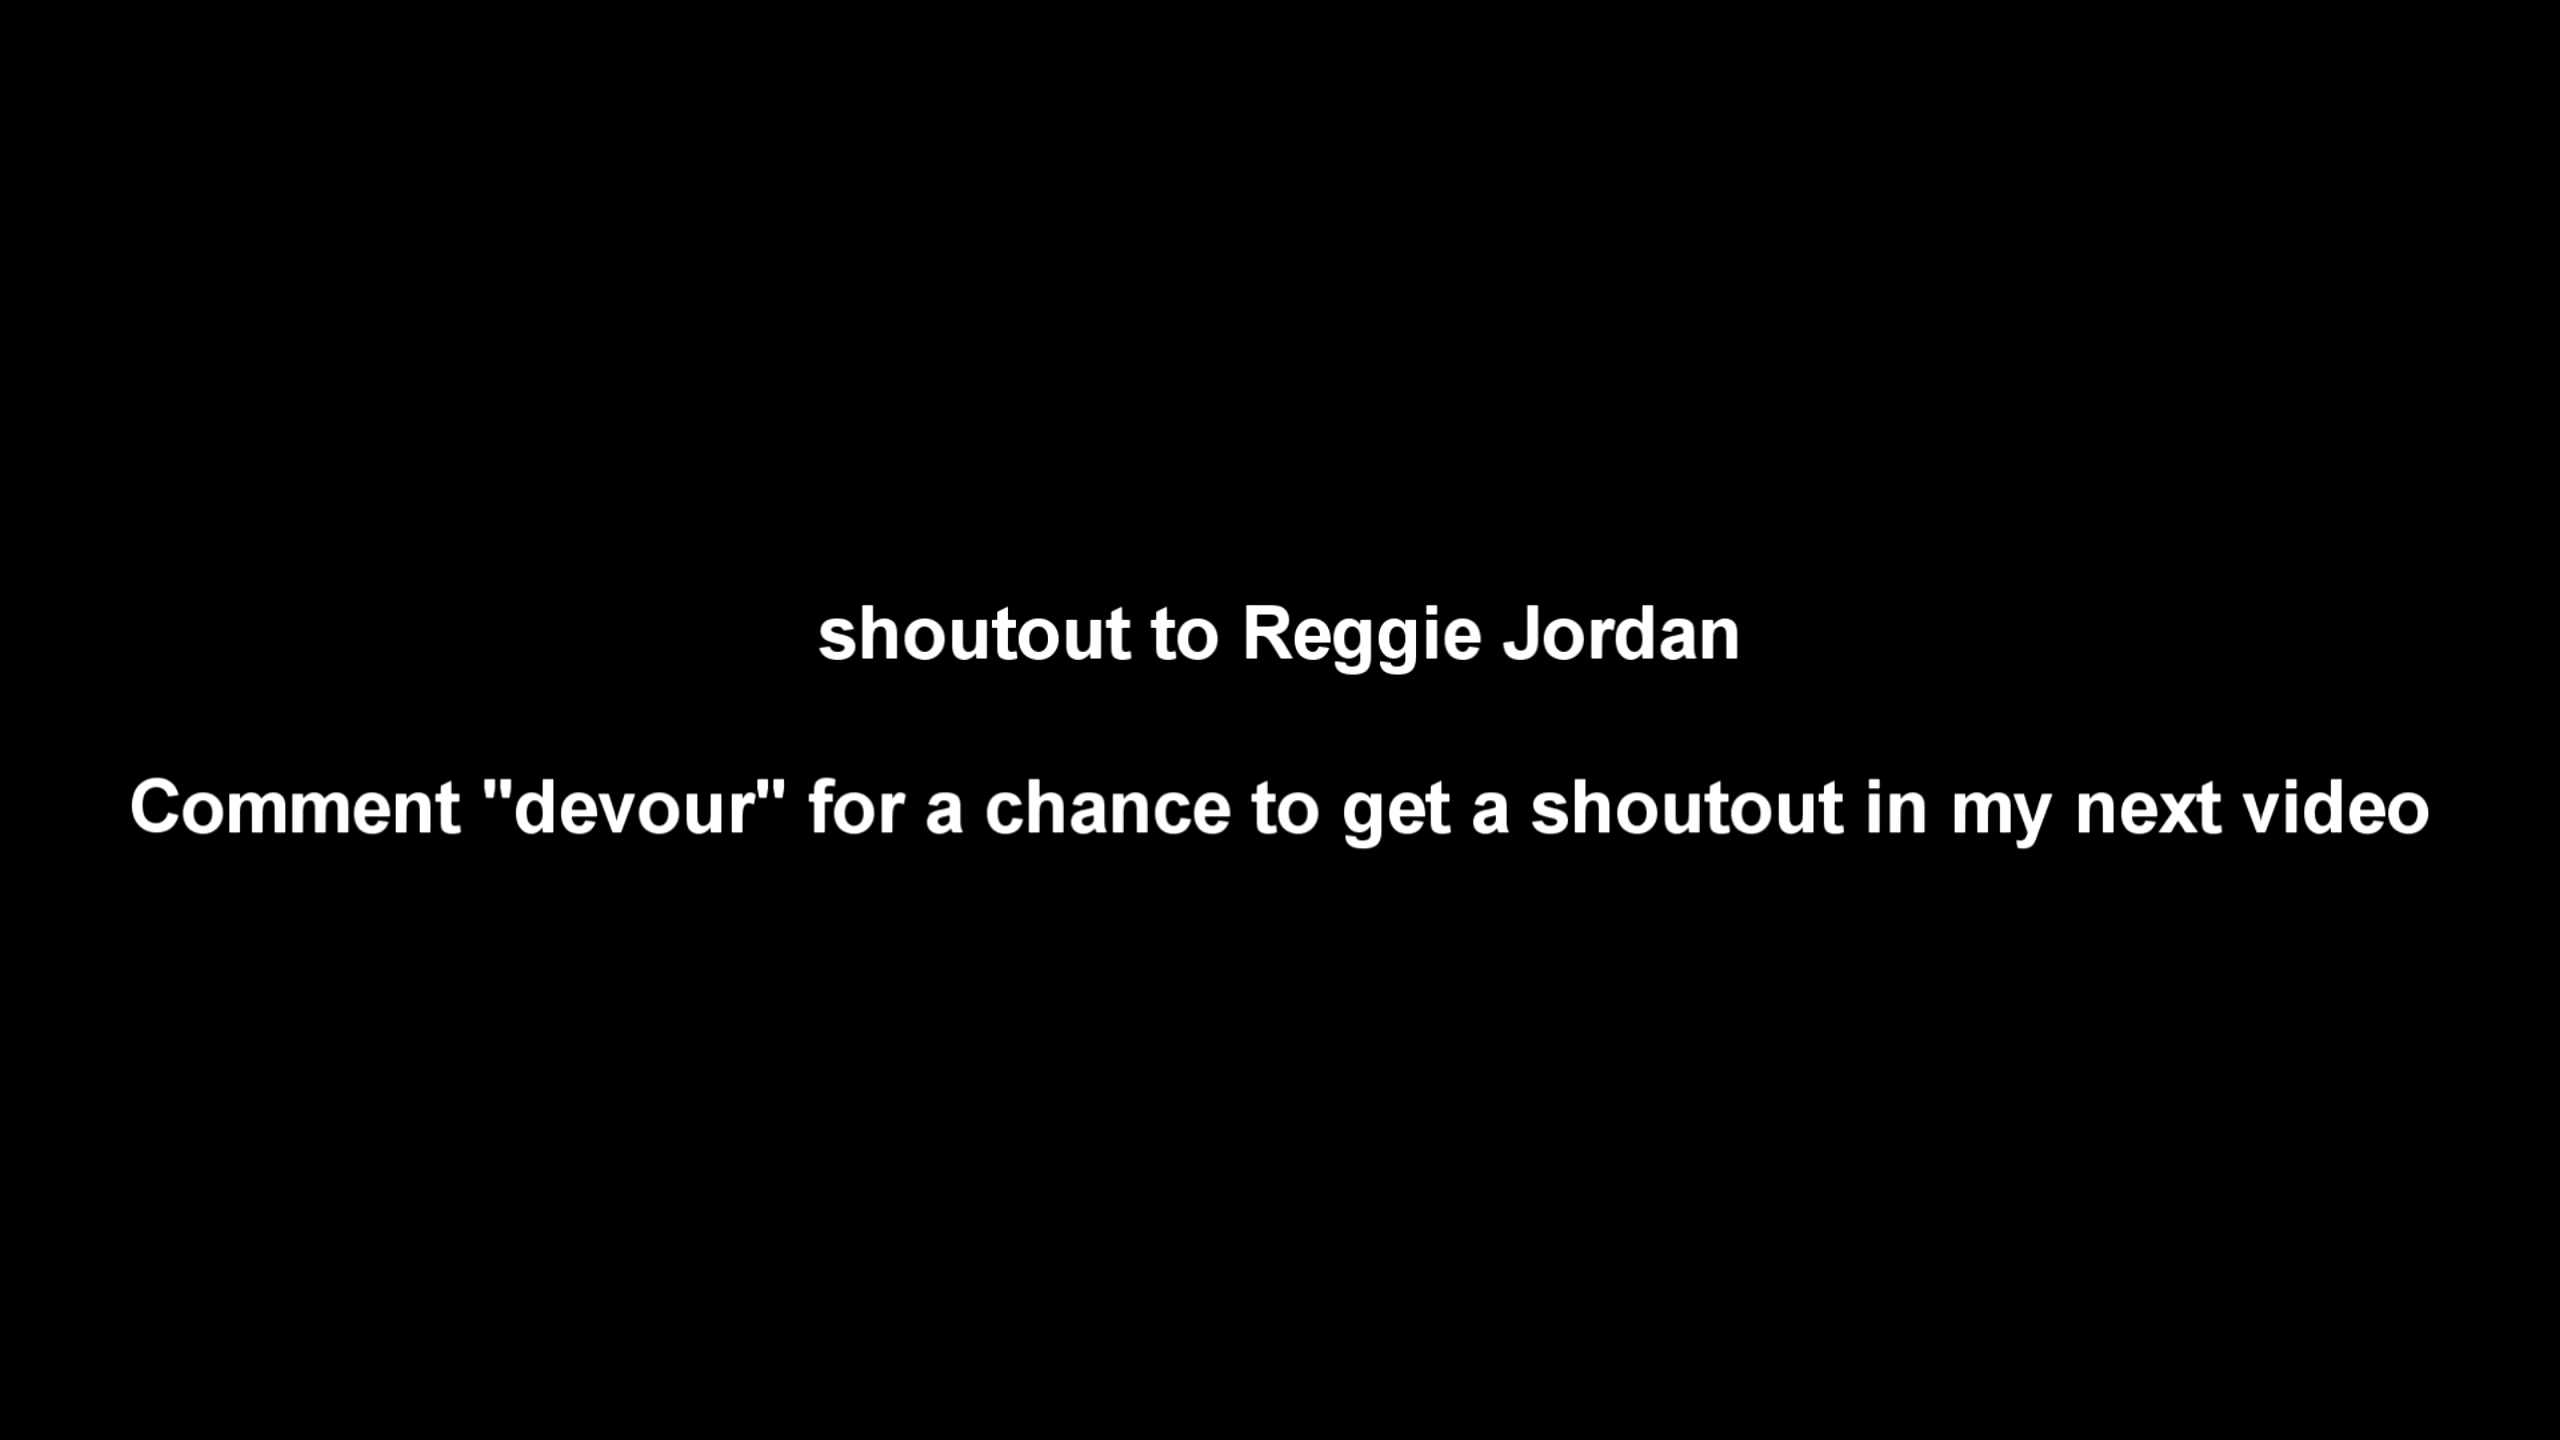 shoutout to Reggie Jordan
Comment "devour" for a chance to get a shoutout in my next video